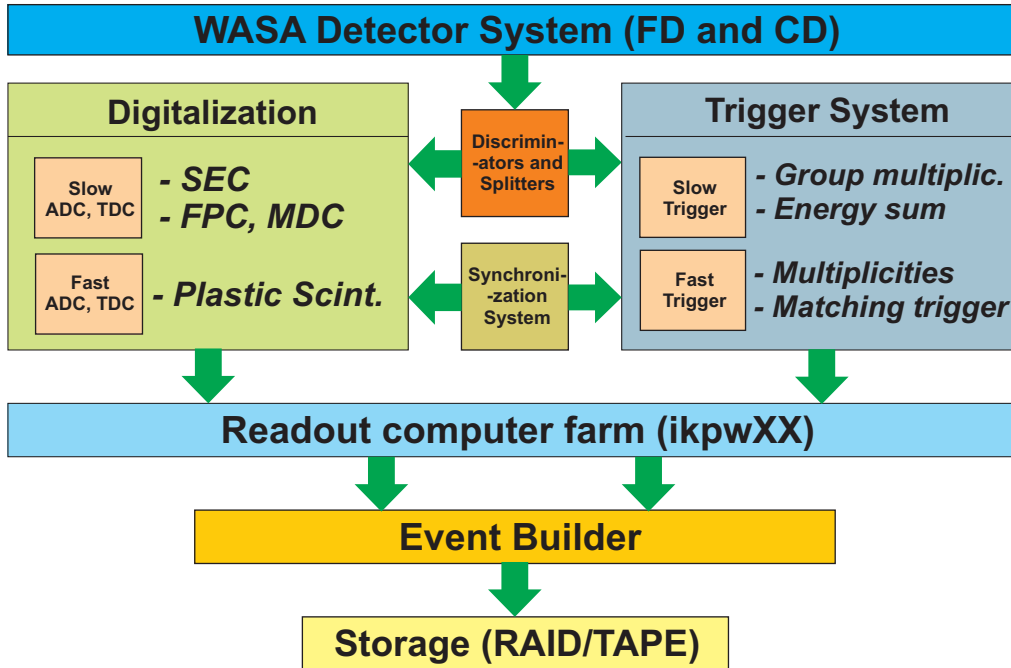 WASA Detector System (FD and CD)
Digitalization
Slow
ADC, TDC
- SEC
- FPC, MDC
Fast
ADC, TDC
- Plastic Scint.
Discrimin-
-ators and
Splitters
Synchroni-
-zation
System
Trigger System
Slow
Trigger
- Group multiplic.
- Energy sum
Fast
Trigger
- Multiplicities
- Matching trigger
Readout computer farm (ikpwXX)
Event Builder
Storage (RAID/TAPE)